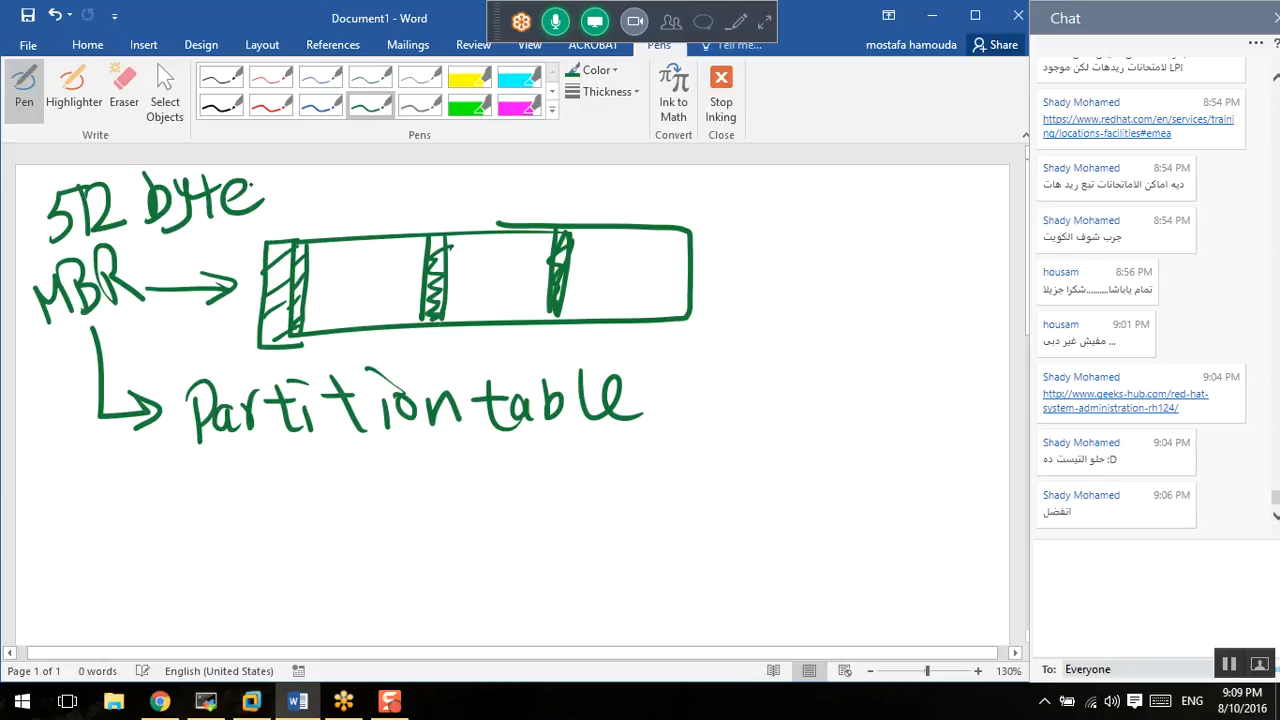 Document1 - Word
File
Home
Insert
Design
Layout
References
Mailings
Review
View
ACROBAT
Pens
Tell me...
mostafa hamouda
Share
Pen
Highlighter
Eraser
Select Objects
Color
Thickness
Ink to Math
Stop Inking
Write
Pens
Convert
Close
512 byte
MBR
Partition table
Page 1 of 1
0 words
English (United States)
130%
Chat
LPI لامتحانات ريدهات لكن موجود
Shady Mohamed 8:54 PM
https://www.redhat.com/en/services/traini
ng/locations-facilities#emea
Shady Mohamed 8:54 PM
ديه اماكن الاماتحانات تبع ريد هات
Shady Mohamed 8:54 PM
جرب شوف الكويت
housam 8:56 PM
تمام ياباشا..........شكرا جزيلا
housam 9:01 PM
مفيش غير دبى ...
Shady Mohamed 9:04 PM
http://www.geeks-hub.com/red-hat-
system-administration-rh124/
Shady Mohamed 9:04 PM
حلو التيست ده :D
Shady Mohamed 9:06 PM
اتفضل
To: Everyone
ENG
9:09 PM
8/10/2016